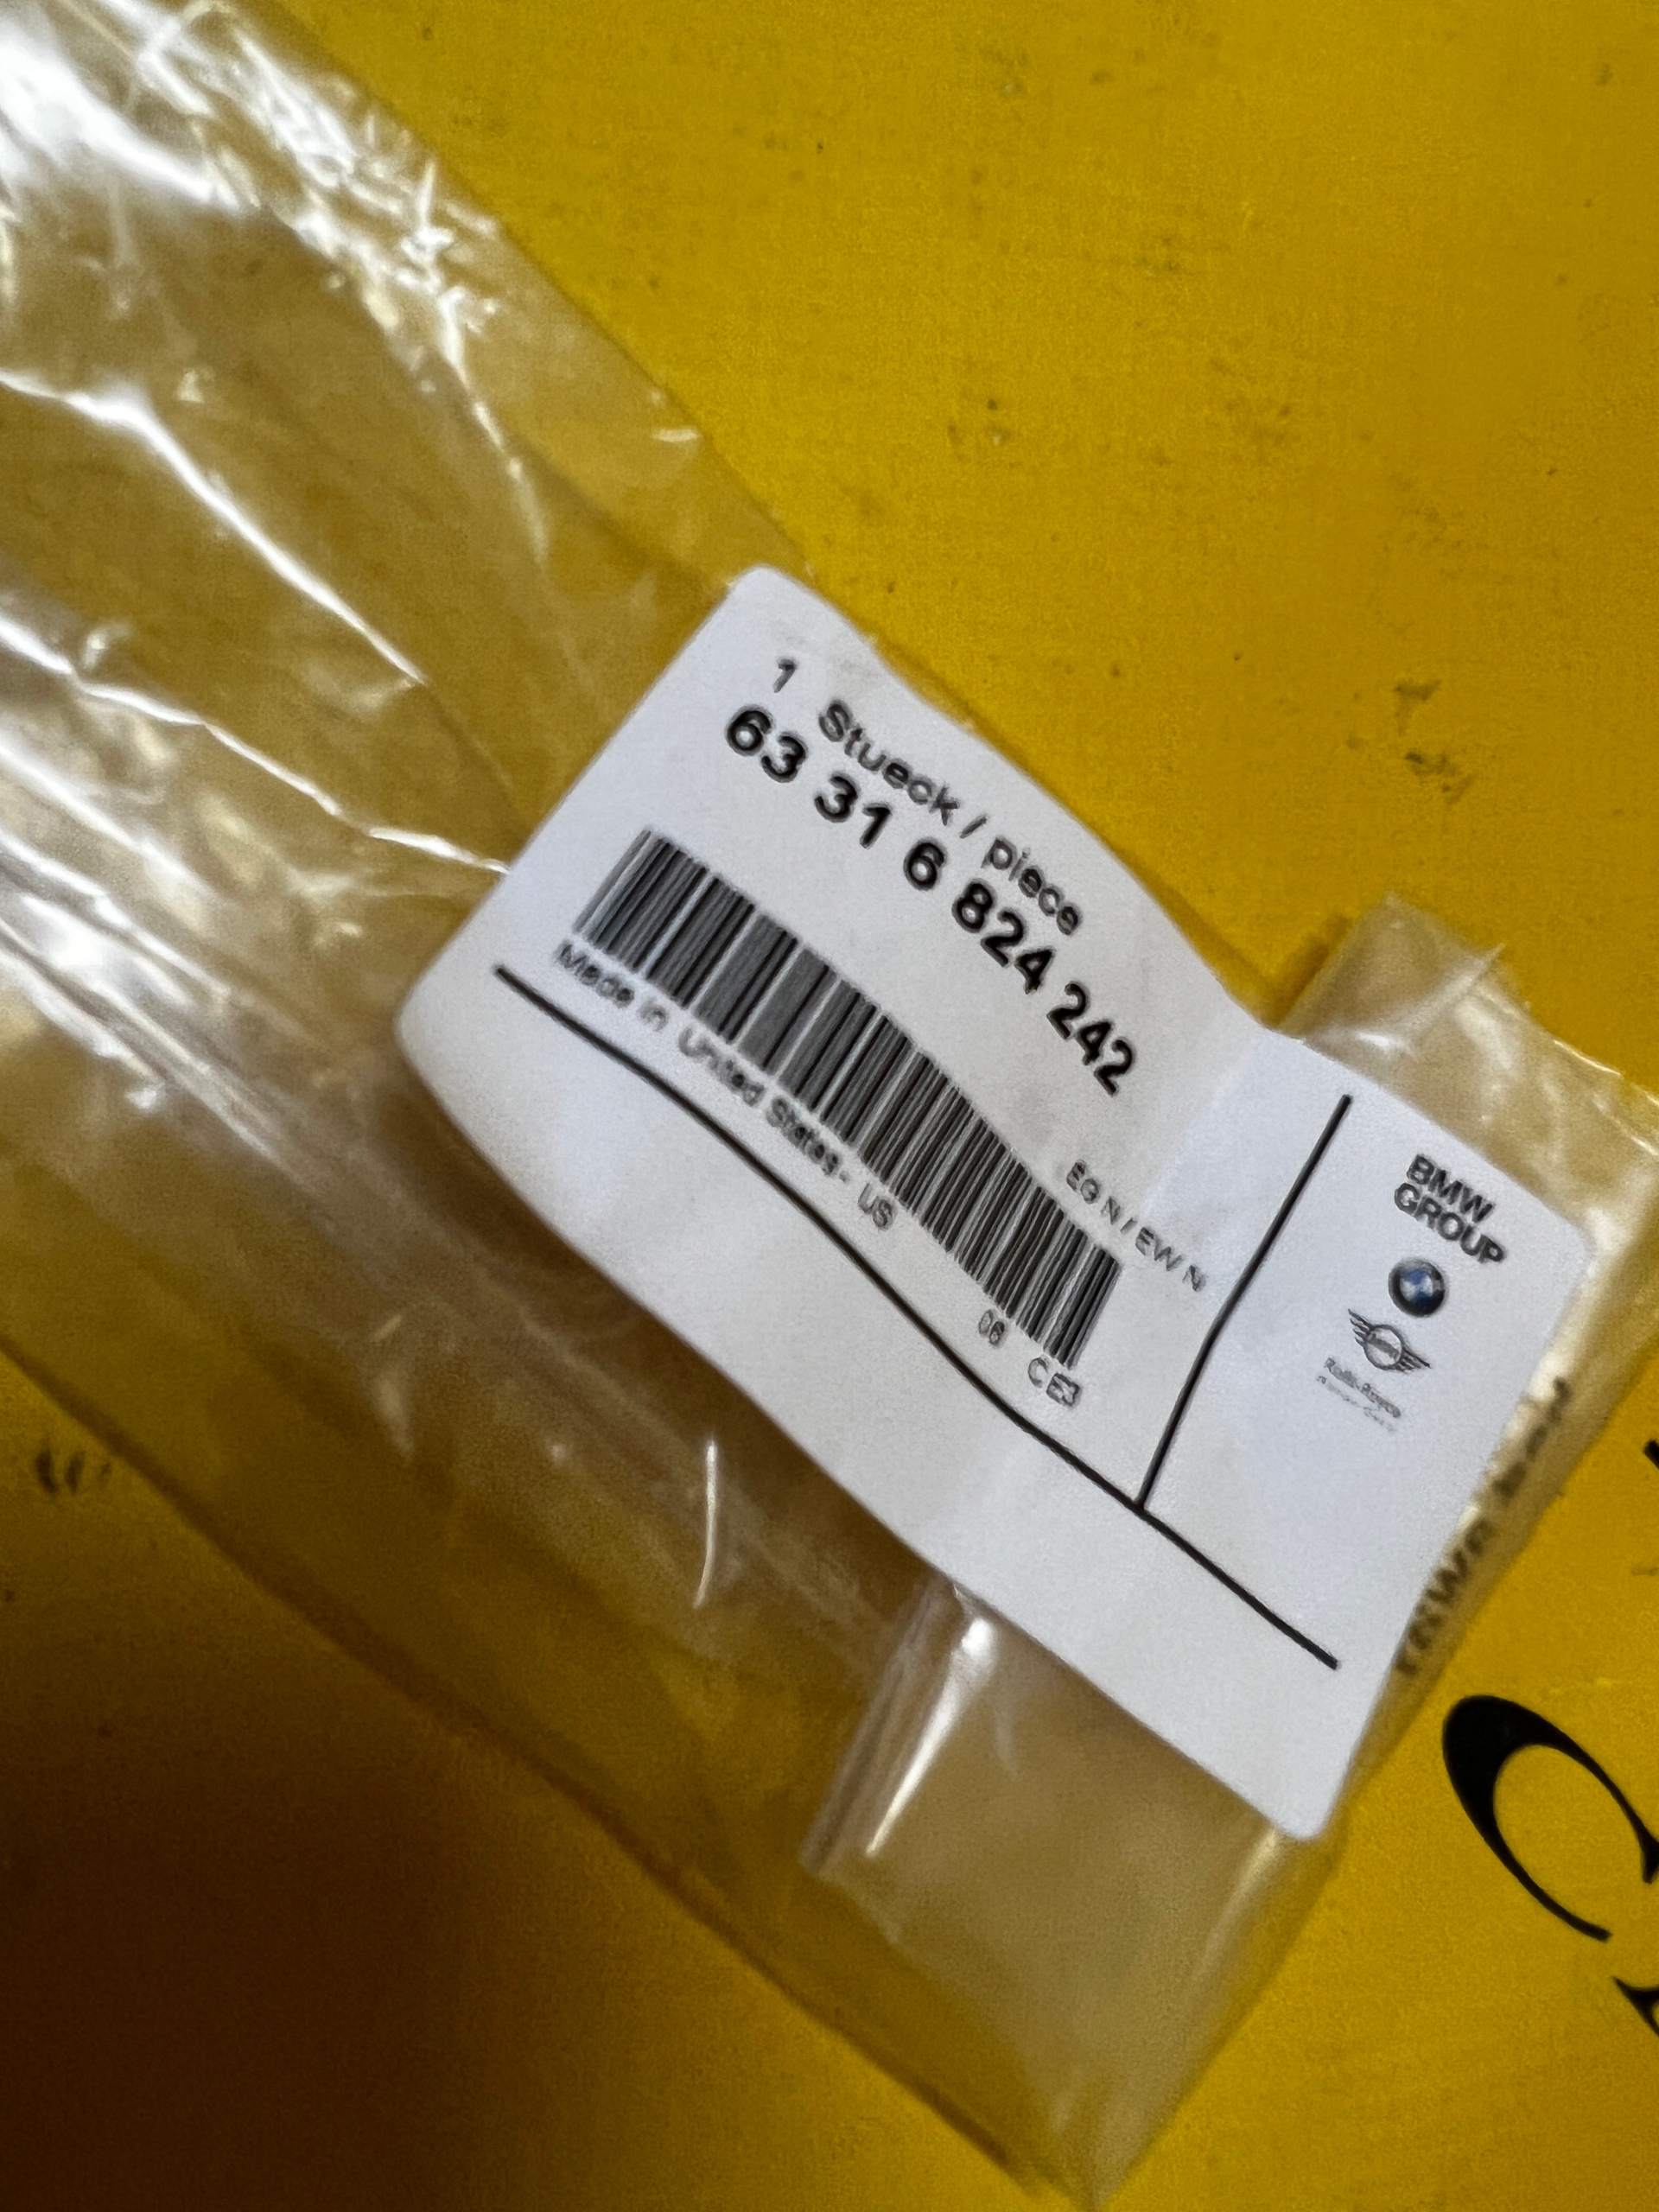 1 Stueck / piece
63 31 6 824 242
EG N / EW N
Made in United States - US
06 CE3
BMW
GROUP